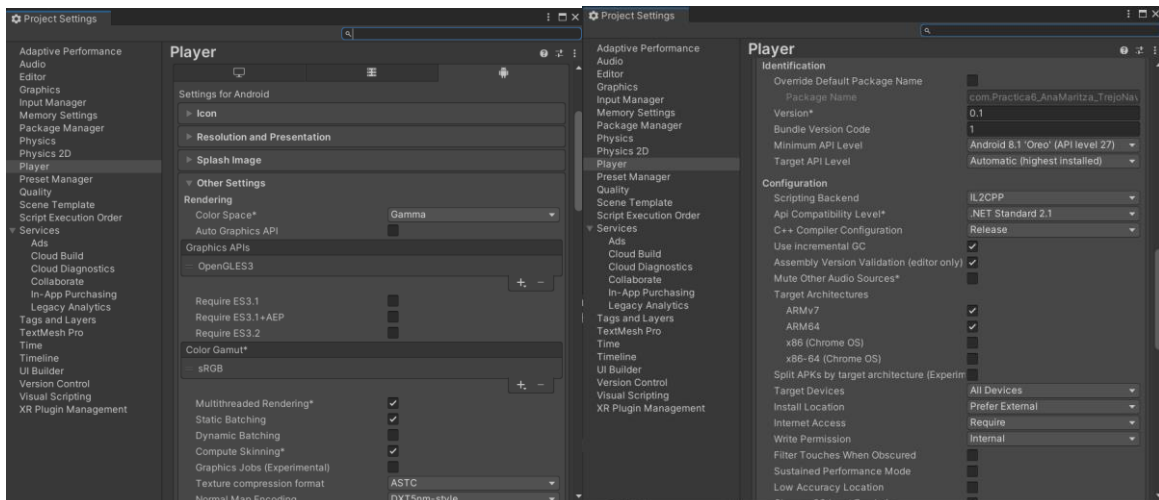 Project Settings
Adaptive Performance
Audio
Editor
Graphics
Input Manager
Memory Settings
Package Manager
Physics
Physics 2D
Player
Preset Manager
Quality
Scene Template
Script Execution Order
Services
Ads
Cloud Build
Cloud Diagnostics
Collaborate
In-App Purchasing
Legacy Analytics
Tags and Layers
TextMesh Pro
Time
Timeline
UI Builder
Version Control
Visual Scripting
XR Plugin Management
Player
Settings for Android
Icon
Resolution and Presentation
Splash Image
Other Settings
Rendering
Color Space* Gamma
Auto Graphics API
Graphics APIs
OpenGLES3
Require ES3.1
Require ES3.1+AEP
Require ES3.2
Color Gamut*
sRGB
Multithreaded Rendering*
Static Batching
Dynamic Batching
Compute Skinning*
Graphics Jobs (Experimental)
Texture compression format ASTC
Normal Map Encoding DXT5nm-style
Project Settings
Adaptive Performance
Audio
Editor
Graphics
Input Manager
Memory Settings
Package Manager
Physics
Physics 2D
Player
Preset Manager
Quality
Scene Template
Script Execution Order
Services
Ads
Cloud Build
Cloud Diagnostics
Collaborate
In-App Purchasing
Legacy Analytics
Tags and Layers
TextMesh Pro
Time
Timeline
UI Builder
Version Control
Visual Scripting
XR Plugin Management
Player
Identification
Override Default Package Name
Package Name com.Practica6_AnaMaritza_TrejoNav
Version* 0.1
Bundle Version Code 1
Minimum API Level Android 8.1 'Oreo' (API level 27)
Target API Level Automatic (highest installed)
Configuration
Scripting Backend IL2CPP
Api Compatibility Level* .NET Standard 2.1
C++ Compiler Configuration Release
Use incremental GC
Assembly Version Validation (editor only)
Mute Other Audio Sources*
Target Architectures
ARMv7
ARM64
x86 (Chrome OS)
x86-64 (Chrome OS)
Split APKs by target architecture (Experim
Target Devices All Devices
Install Location Prefer External
Internet Access Require
Write Permission Internal
Filter Touches When Obscured
Sustained Performance Mode
Low Accuracy Location